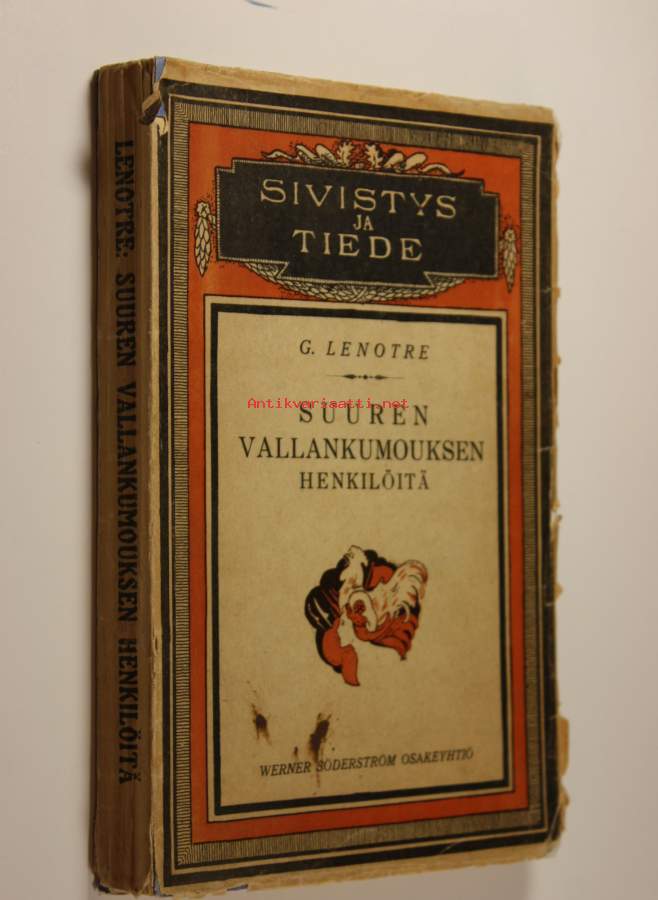 LENOTRE: SUUREN VALLANKUMOUKSEN HENKILÖITÄ
SIVISTYS
JA
TIEDE
G. LENOTRE
Antikvariaatti.net
SUUREN
VALLANKUMOUKSEN
HENKILÖITÄ
WERNER SÖDERSTRÖM OSAKEYHTIÖ